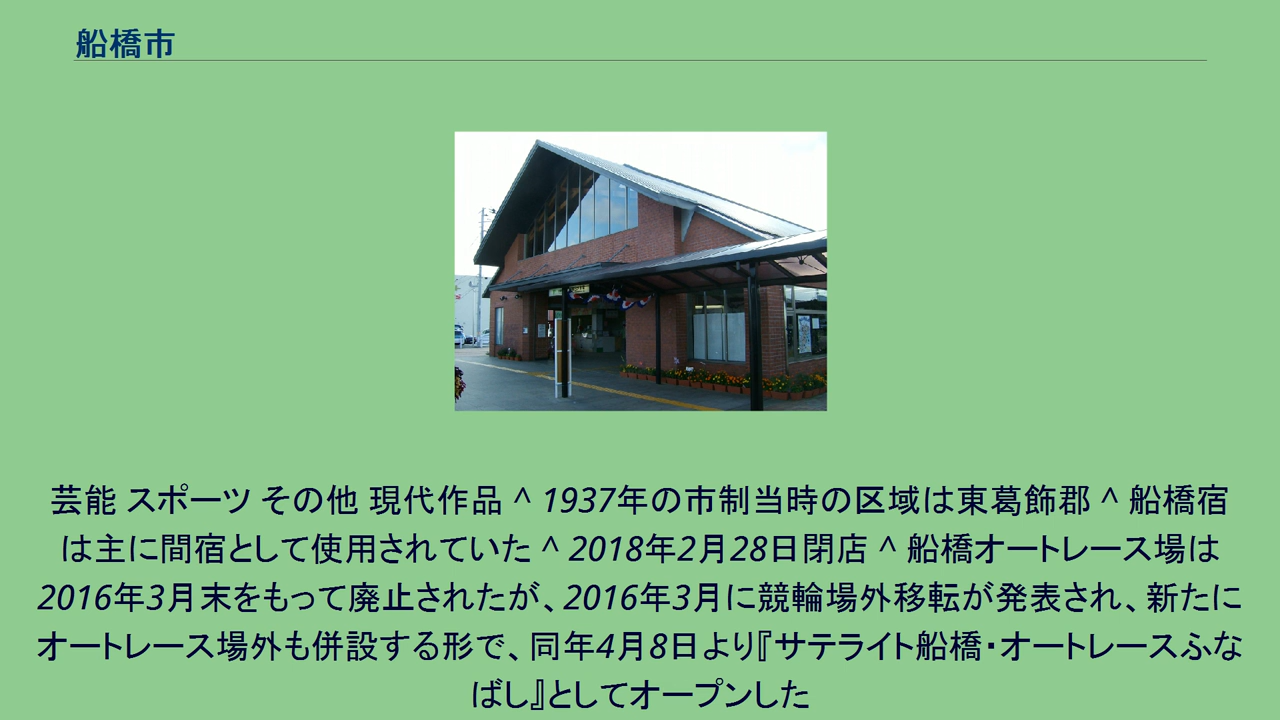 船橋市
芸能 スポーツ その他 現代作品 ^ 1937年の市制当時の区域は東葛飾郡 ^ 船橋宿
は主に間宿として使用されていた ^ 2018年2月28日閉店 ^ 船橋オートレース場は
2016年3月末をもって廃止されたが、2016年3月に競輪場外移転が発表され、新たに
オートレース場外も併設する形で、同年4月8日より『サテライト船橋・オートレースふな
ばし』としてオープンした